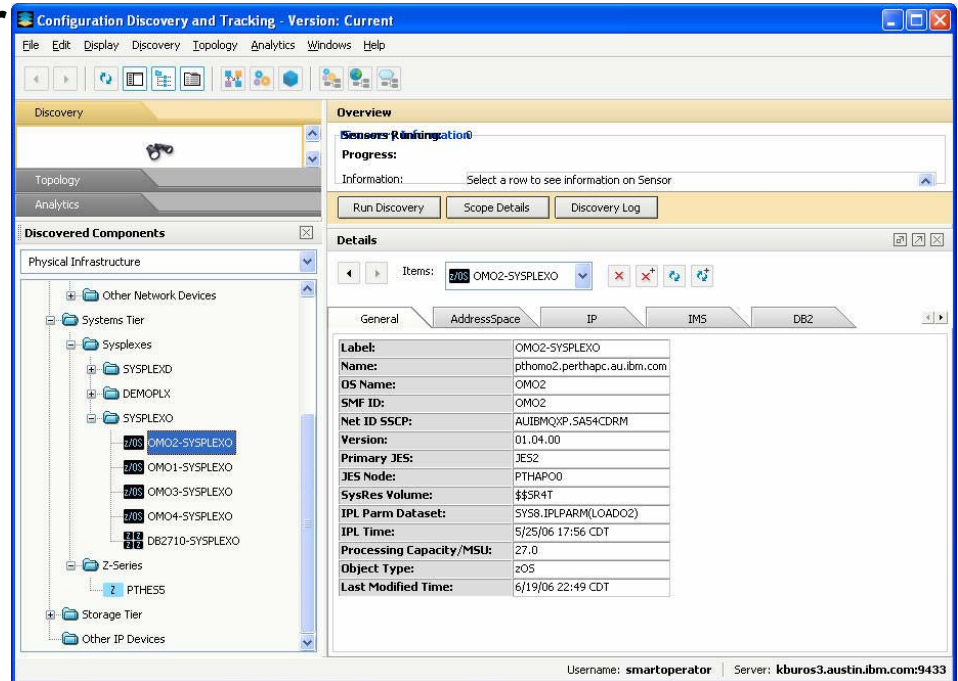 Configuration Discovery and Tracking - Version: Current
File Edit Display Discovery Topology Analytics Windows Help
Discovery
Topology
Analytics
Discovered Components
Physical Infrastructure
Other Network Devices
Systems Tier
Sysplexes
SYSPLEXD
DEMOPLX
SYSPLEXO
z/OS OMO2-SYSPLEXO
z/OS OMO1-SYSPLEXO
z/OS OMO3-SYSPLEXO
z/OS OMO4-SYSPLEXO
DB2710-SYSPLEXO
Z-Series
Z PTHES5
Storage Tier
Other IP Devices
Overview
Sensors Running: 0
Progress:
Information: Select a row to see information on Sensor
Run Discovery Scope Details Discovery Log
Details
Items: z/OS OMO2-SYSPLEXO
General AddressSpace IP IMS DB2
Label: OMO2-SYSPLEXO
Name: pthomo2.perthapc.au.ibm.com
OS Name: OMO2
SMF ID: OMO2
Net ID SSCP: AUIBMQXP.SA54CDRM
Version: 01.04.00
Primary JES: JES2
JES Node: PTHAPO0
SysRes Volume: $$SR4T
IPL Parm Dataset: SYS8.IPLPARM(LOADO2)
IPL Time: 5/25/06 17:56 CDT
Processing Capacity/MSU: 27.0
Object Type: zOS
Last Modified Time: 6/19/06 22:49 CDT
Username: smartoperator Server: kburos3.austin.ibm.com:9433